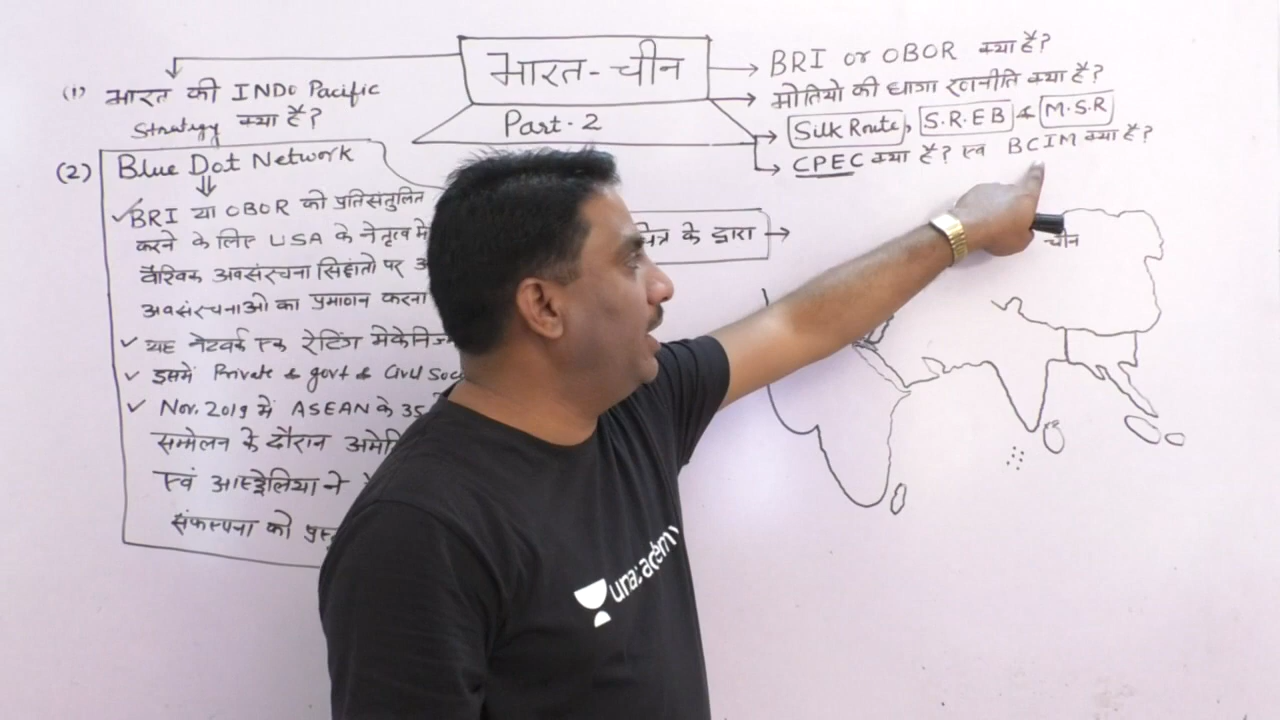 भारत-चीन
Part-2
(1) भारत की INDO Pacific
Strategy क्या है?
(2) Blue Dot Network
BRI या OBOR को प्रतिसंतुलित
करने के लिए USA के नेतृत्व में
वैश्विक अवसंरचना सिद्धांतो पर
अवसंरचनाओ का प्रमाणन करना
यह नेटवर्क एक रेटिंग मेकेनिज्म
इसमें Private & govt & Civil
Nov. 2019 में ASEAN के 35
सम्मेलन के दौरान
एवं आस्ट्रेलिया ने
संकल्पना को
BRI or OBOR क्या है?
मोतियो की धागा रणनीति क्या है?
Silk Route, S.R.E.B & M.S.R
CPEC क्या है? एवं BCIM क्या है?
के द्वारा
चीन
unacademy